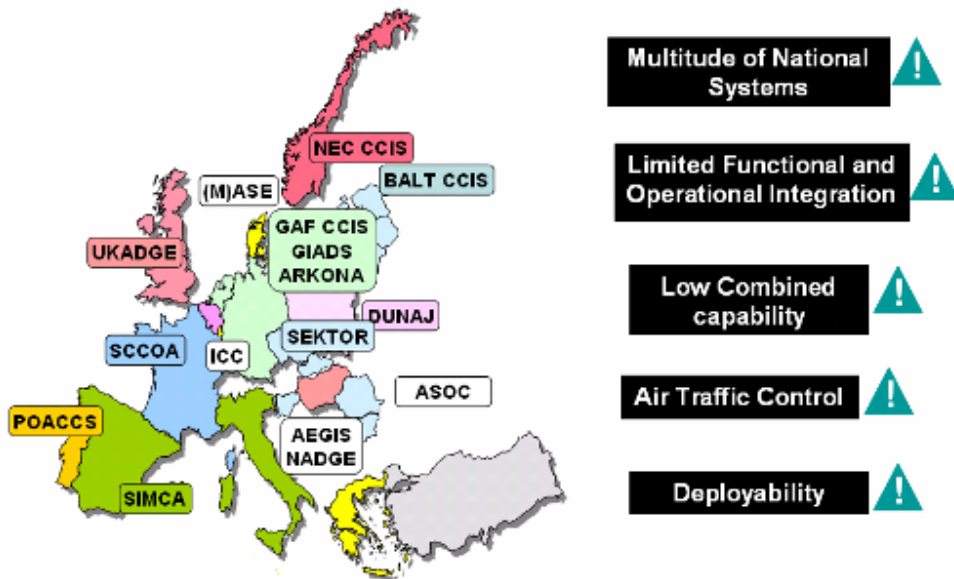 NEC CCIS
BALT CCIS
(M)ASE
GAF CCIS
GIADS
ARKONA
UKADGE
DUNAJ
SEKTOR
SCCOA
ICC
ASOC
POACCS
AEGIS
NADGE
SIMCA
Multitude of National
Systems
!
Limited Functional and
Operational Integration
!
Low Combined
capability
!
Air Traffic Control
!
Deployability
!